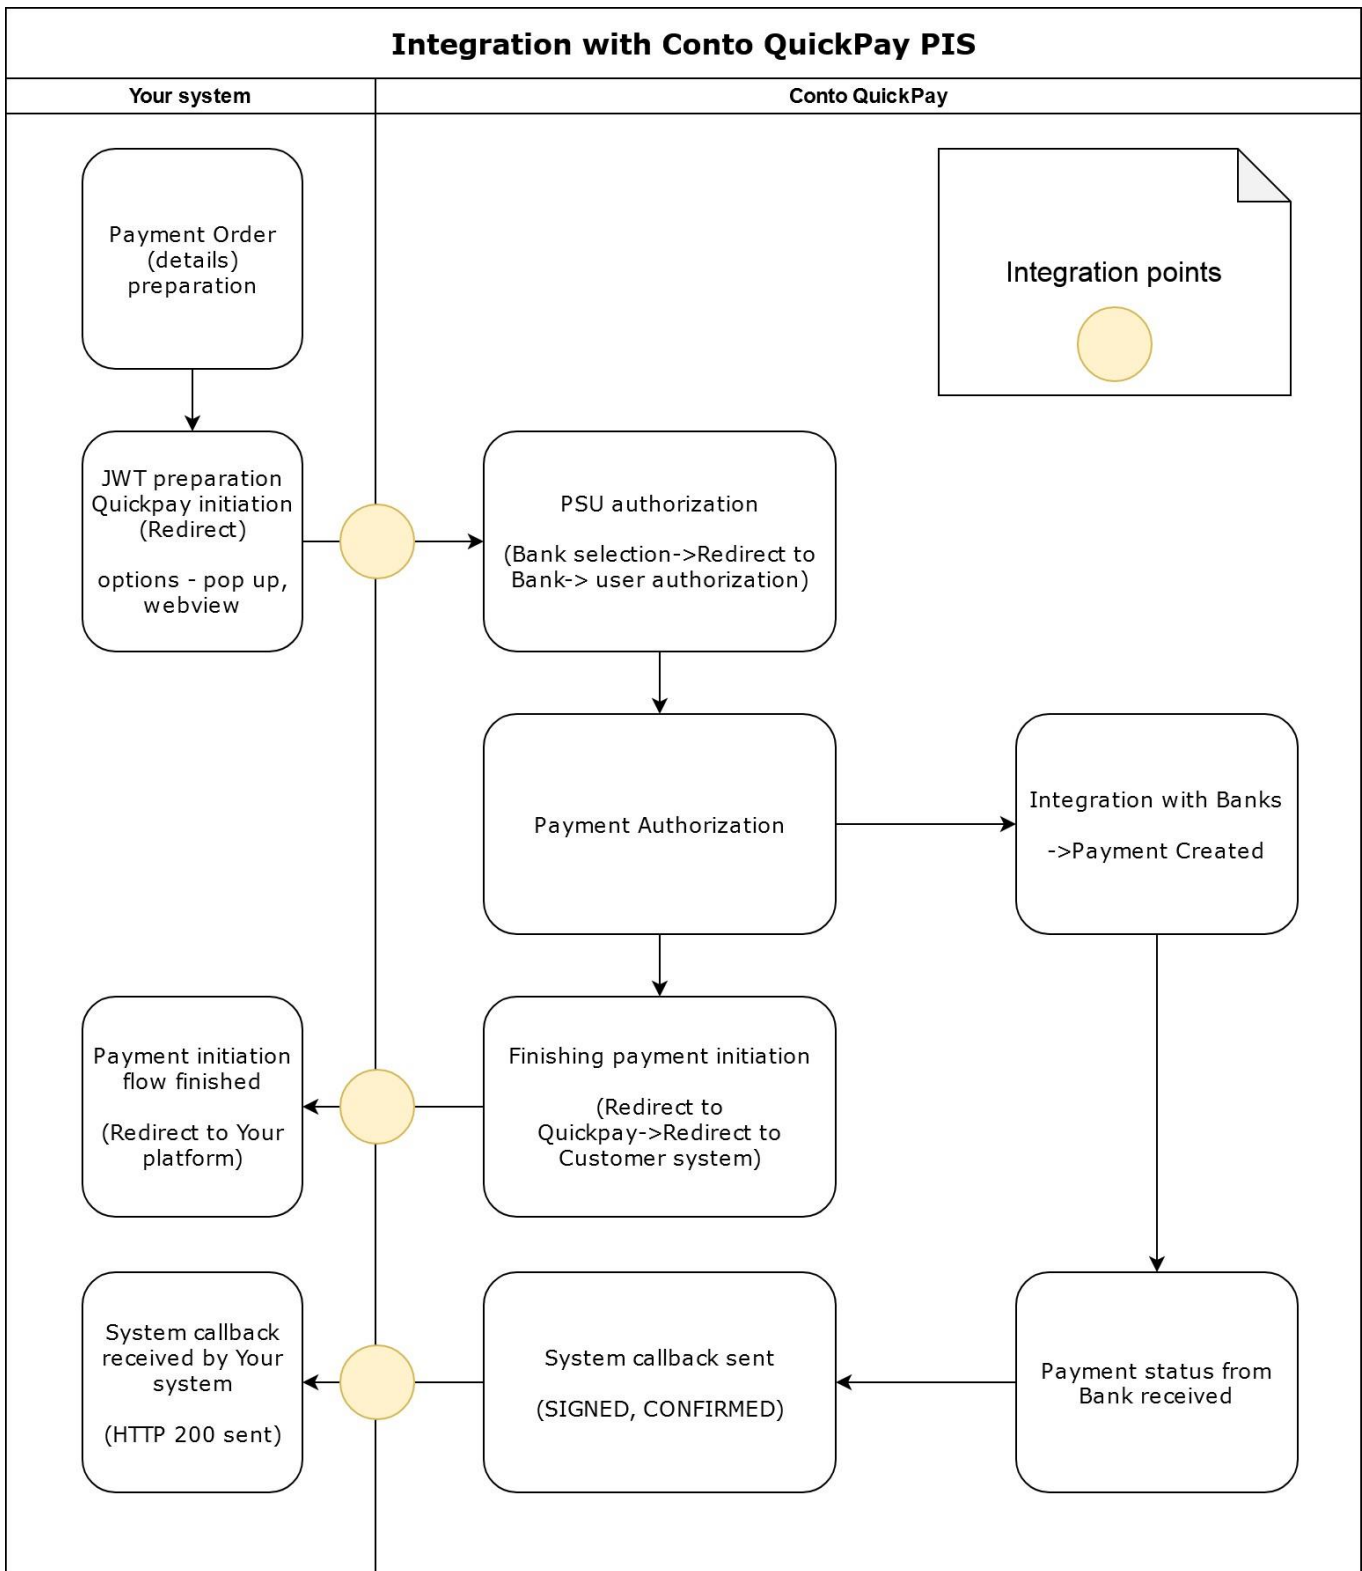 Integration with Conto QuickPay PIS
Your system
Conto QuickPay
Payment Order
(details)
preparation
Integration points
JWT preparation
Quickpay initiation
(Redirect)
options - pop up,
webview
PSU authorization
(Bank selection->Redirect to
Bank-> user authorization)
Payment Authorization
Integration with Banks
->Payment Created
Payment initiation
flow finished
(Redirect to Your
platform)
Finishing payment initiation
(Redirect to
Quickpay->Redirect to
Customer system)
System callback
received by Your
system
(HTTP 200 sent)
System callback sent
(SIGNED, CONFIRMED)
Payment status from
Bank received